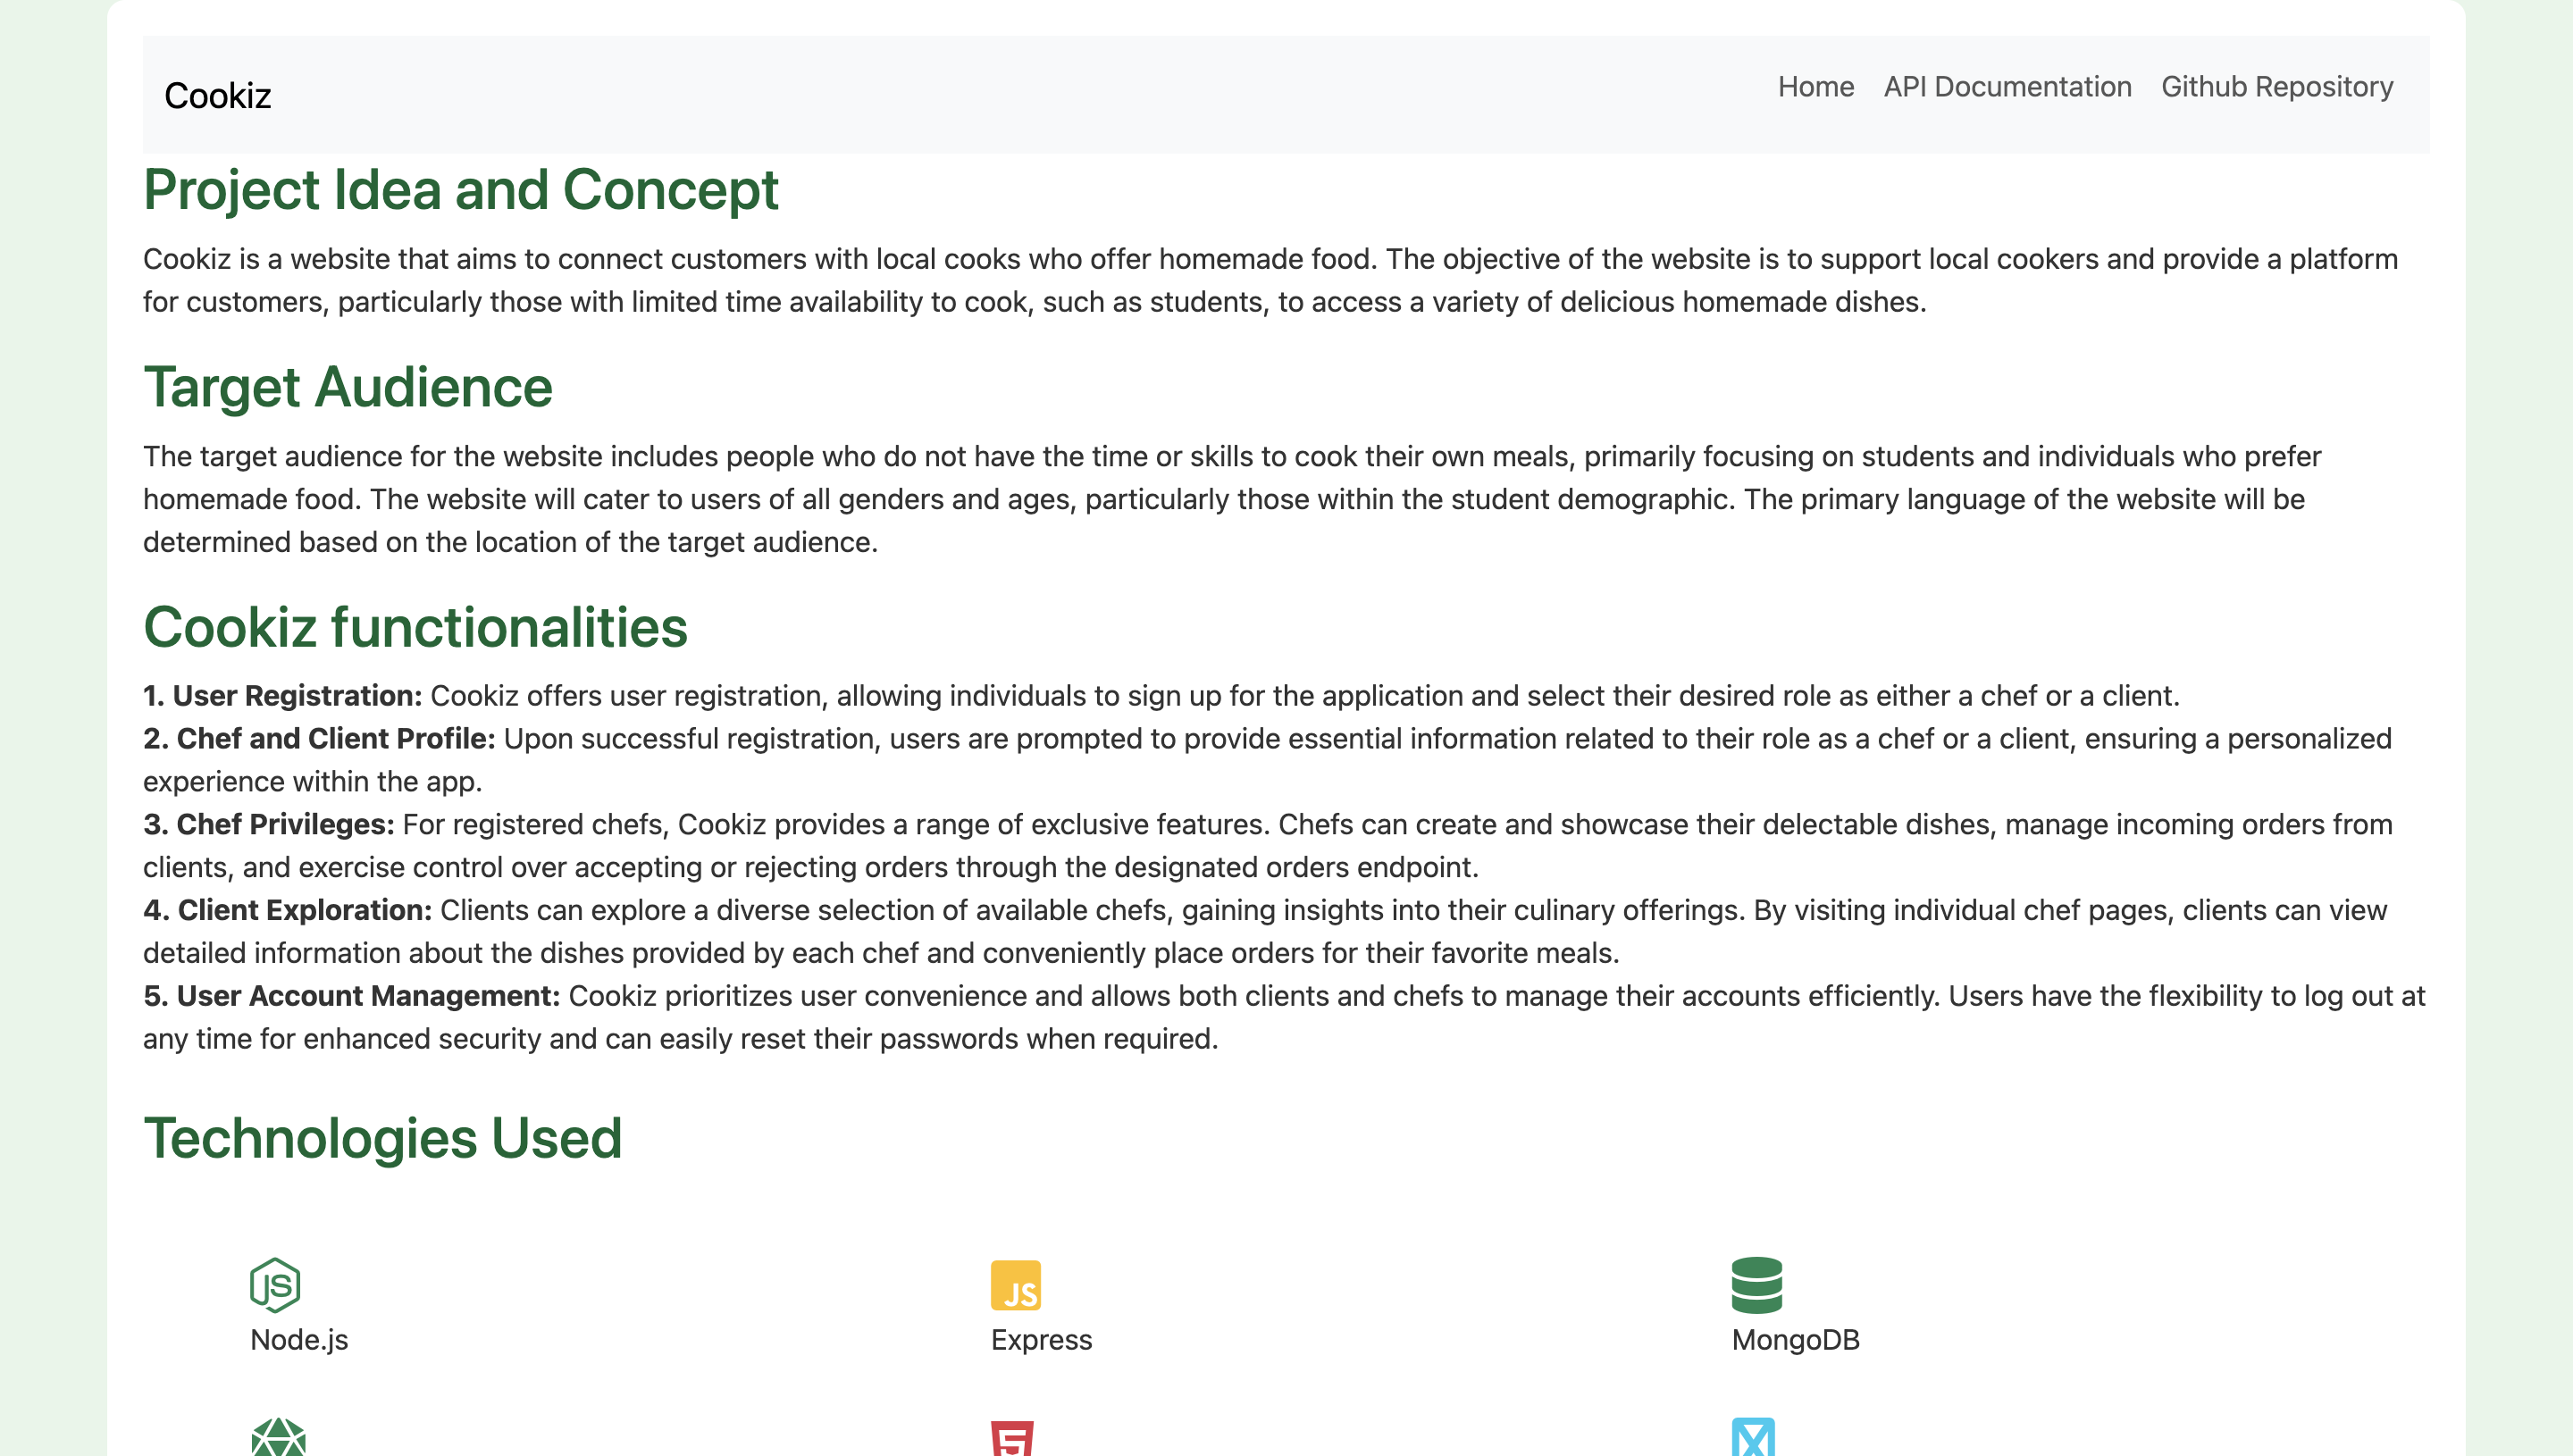 Cookiz
Home API Documentation Github Repository
Project Idea and Concept
Cookiz is a website that aims to connect customers with local cooks who offer homemade food. The objective of the website is to support local cookers and provide a platform
for customers, particularly those with limited time availability to cook, such as students, to access a variety of delicious homemade dishes.
Target Audience
The target audience for the website includes people who do not have the time or skills to cook their own meals, primarily focusing on students and individuals who prefer
homemade food. The website will cater to users of all genders and ages, particularly those within the student demographic. The primary language of the website will be
determined based on the location of the target audience.
Cookiz functionalities
1. User Registration: Cookiz offers user registration, allowing individuals to sign up for the application and select their desired role as either a chef or a client.
2. Chef and Client Profile: Upon successful registration, users are prompted to provide essential information related to their role as a chef or a client, ensuring a personalized
experience within the app.
3. Chef Privileges: For registered chefs, Cookiz provides a range of exclusive features. Chefs can create and showcase their delectable dishes, manage incoming orders from
clients, and exercise control over accepting or rejecting orders through the designated orders endpoint.
4. Client Exploration: Clients can explore a diverse selection of available chefs, gaining insights into their culinary offerings. By visiting individual chef pages, clients can view
detailed information about the dishes provided by each chef and conveniently place orders for their favorite meals.
5. User Account Management: Cookiz prioritizes user convenience and allows both clients and chefs to manage their accounts efficiently. Users have the flexibility to log out at
any time for enhanced security and can easily reset their passwords when required.
Technologies Used
JS JS
Node.js Express MongoDB
5 X